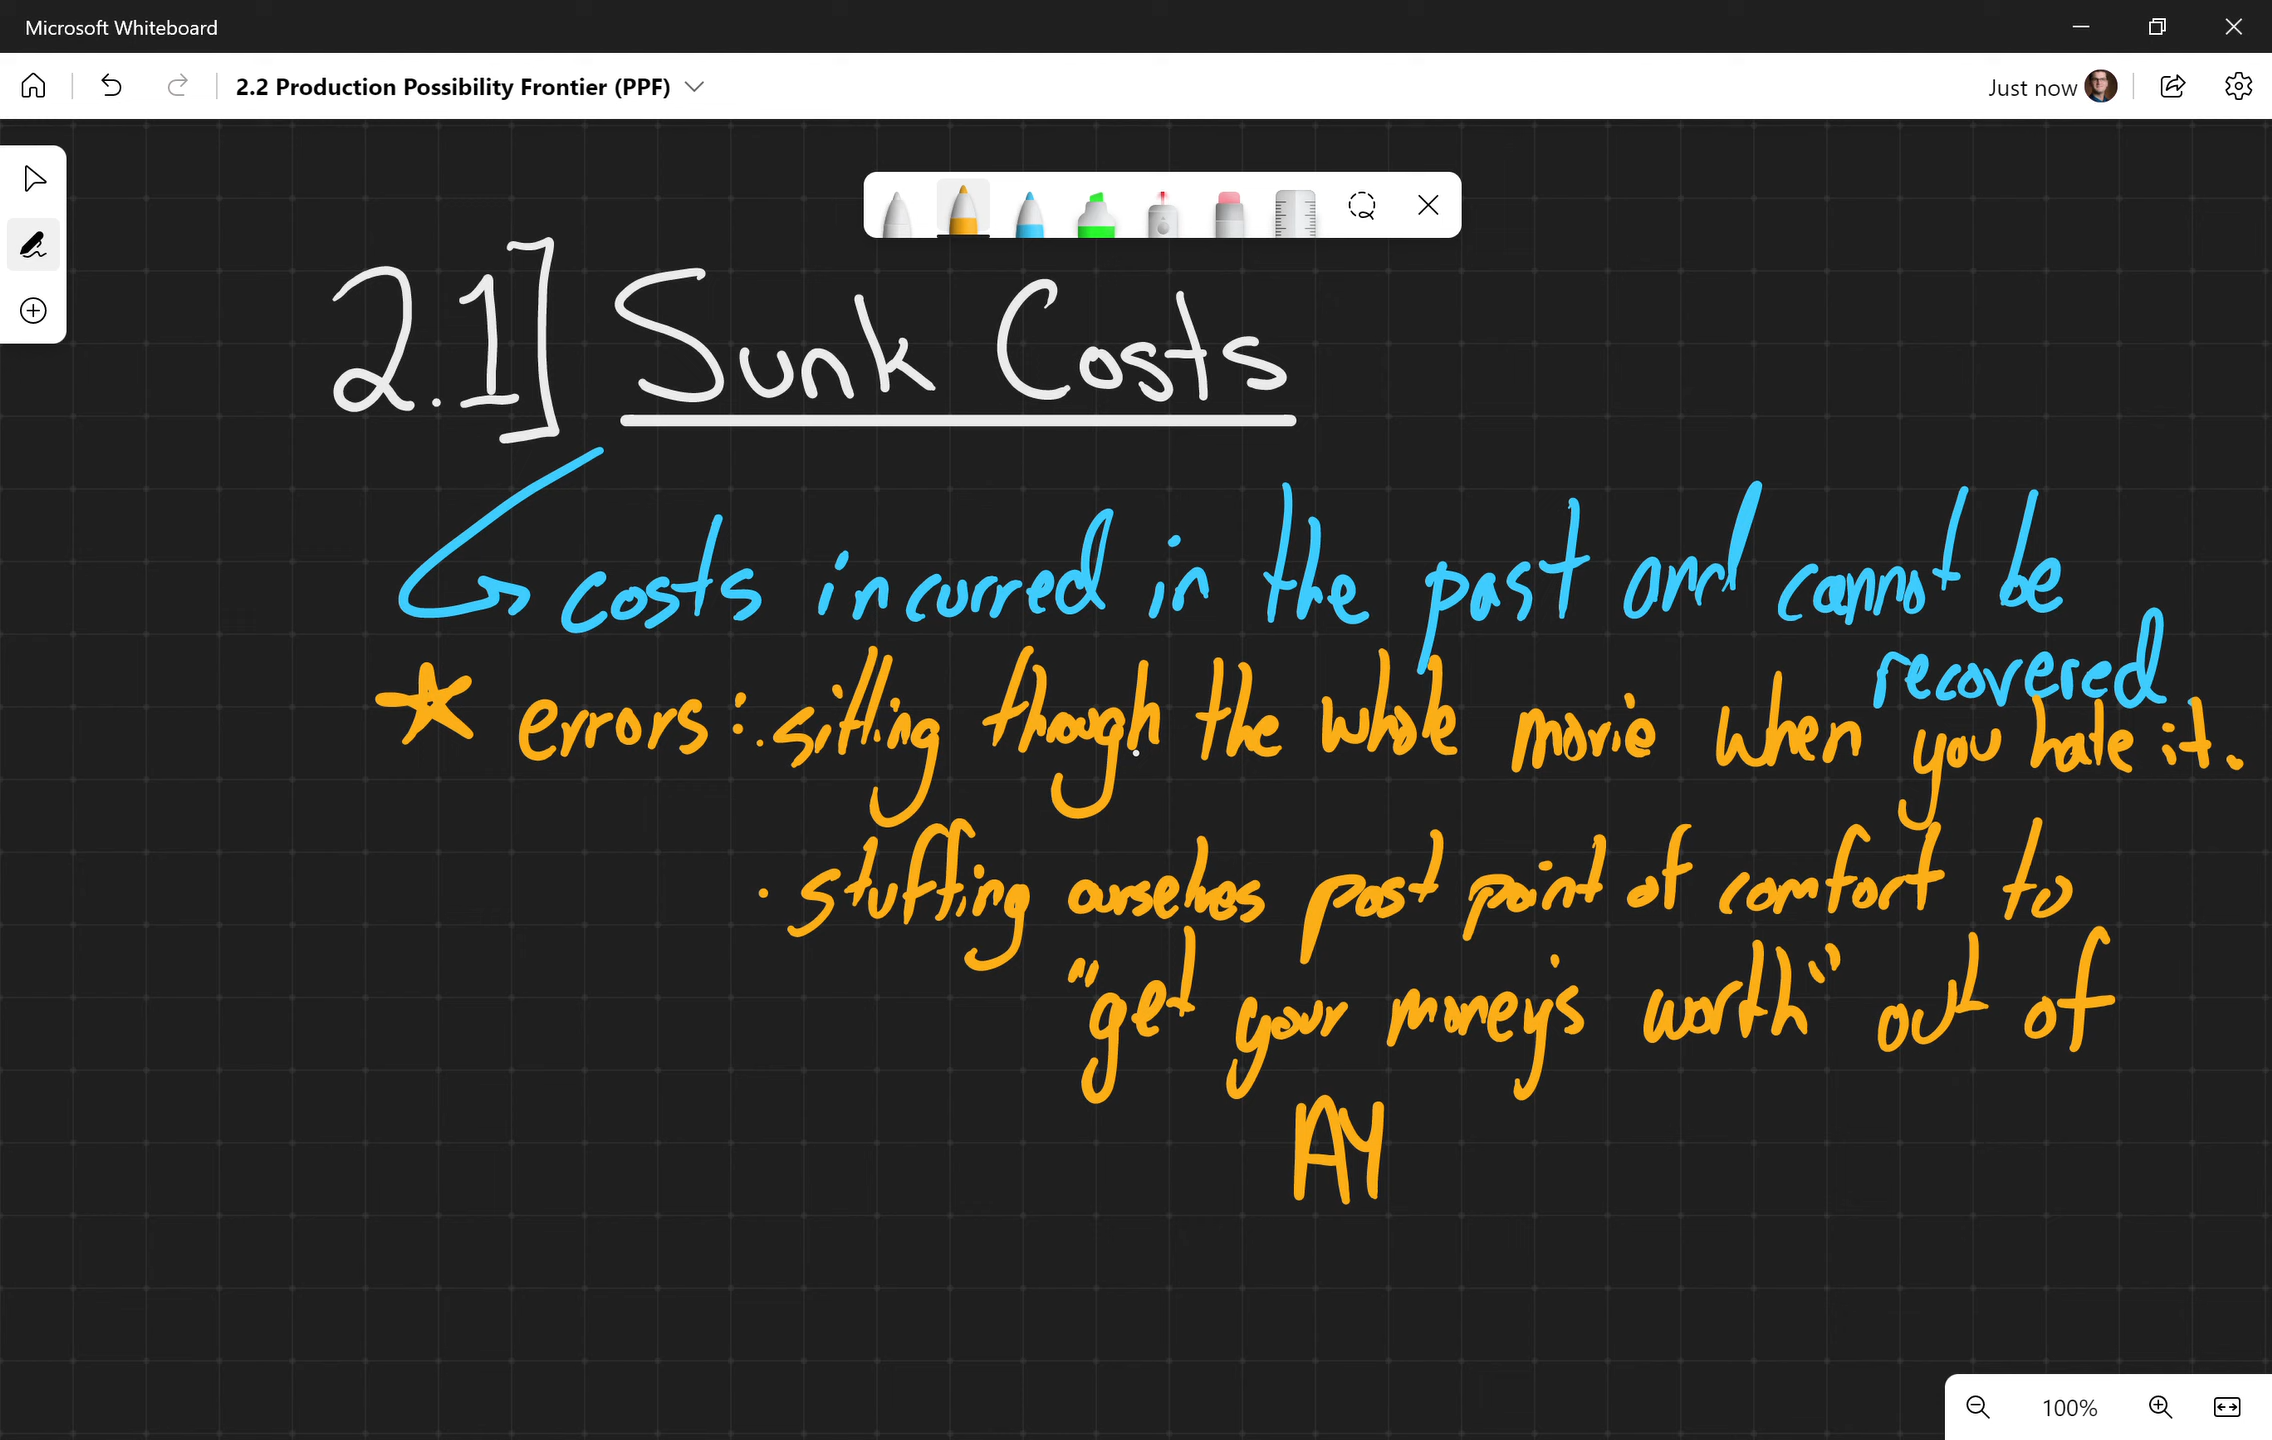 Microsoft Whiteboard
2.2 Production Possibility Frontier (PPF)
Just now
2.1] Sunk Costs
costs incurred in the past and cannot be
recovered
* errors: · sitting though the whole movie when you hate it.
· stuffing ourselves past point of comfort to
"get your money's worth" out of
AY
100%